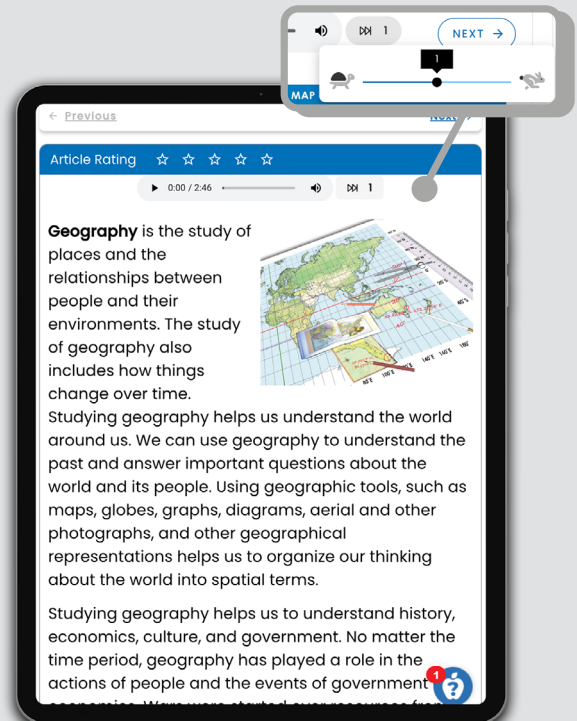 1
NEXT →
1
MAP
← Previous
Article Rating
0:00 / 2:46
1
Geography is the study of
places and the
relationships between
people and their
environments. The study
of geography also
includes how things
change over time.
Studying geography helps us understand the world
around us. We can use geography to understand the
past and answer important questions about the
world and its people. Using geographic tools, such as
maps, globes, graphs, diagrams, aerial and other
photographs, and other geographical
representations helps us to organize our thinking
about the world into spatial terms.
Studying geography helps us to understand history,
economics, culture, and government. No matter the
time period, geography has played a role in the
actions of people and the events of government
1
?